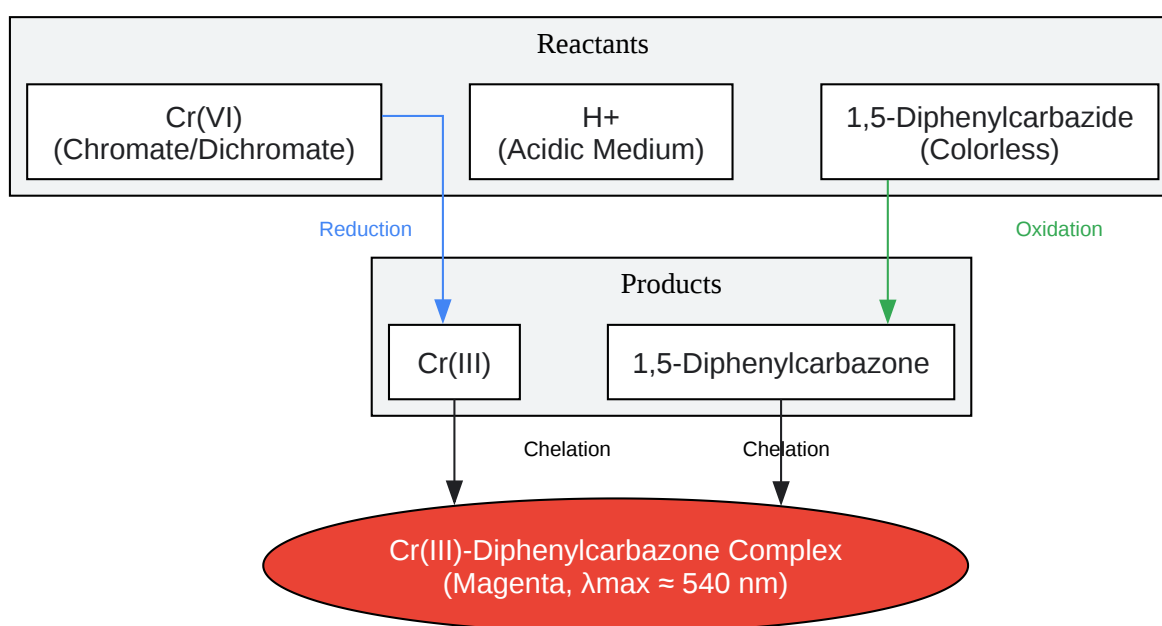 Reactants
Cr(VI)
(Chromate/Dichromate)
H+
(Acidic Medium)
1,5-Diphenylcarbazide
(Colorless)
Reduction
Oxidation
Products
Cr(III)
1,5-Diphenylcarbazone
Chelation
Chelation
Cr(III)-Diphenylcarbazone Complex
(Magenta, λmax ≈ 540 nm)